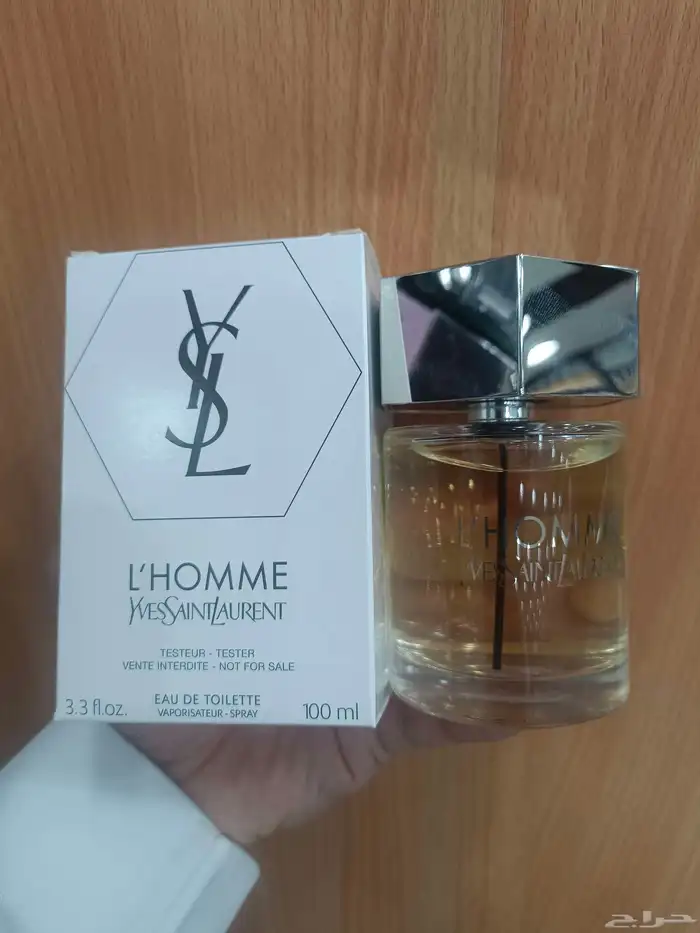 YSL
L'HOMME
YVESSAINTLAURENT
TESTEUR - TESTER
VENTE INTERDITE - NOT FOR SALE
3.3 fl.oz.
EAU DE TOILETTE
VAPORISATEUR - SPRAY
100 ml
L'HOMME
YVESSAINTLAURENT
حراج